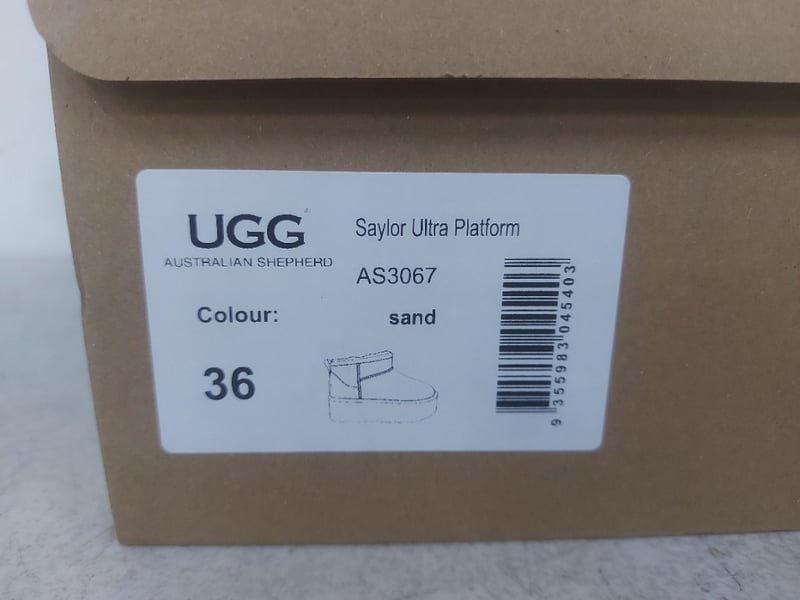 UGG
AUSTRALIAN SHEPHERD
Saylor Ultra Platform
AS3067
Colour:
sand
36
9 355983 045403